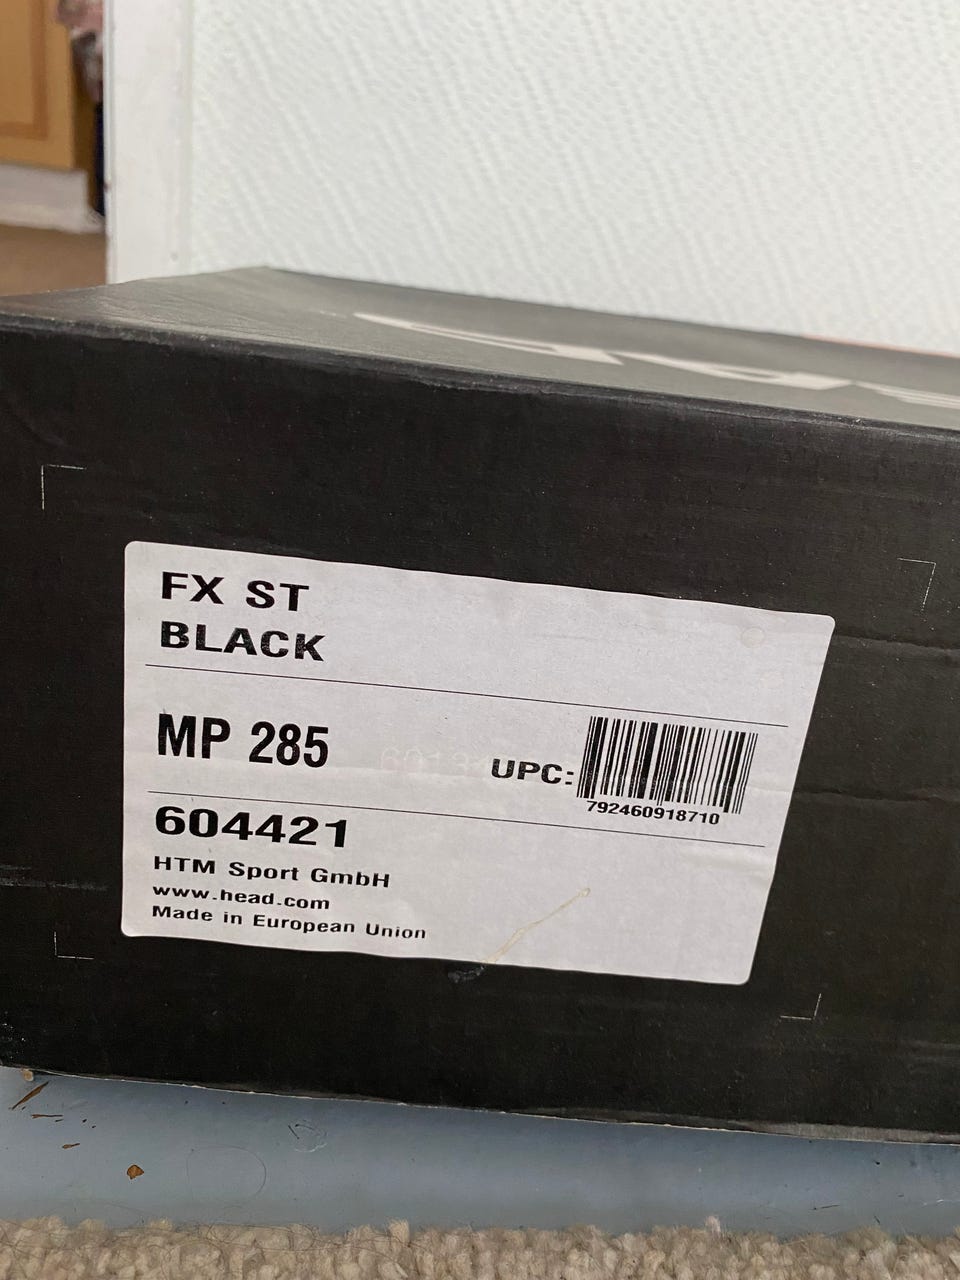 FX ST
BLACK
MP 285
UPC:
792460918710
604421
HTM Sport GmbH
www.head.com
Made in European Union